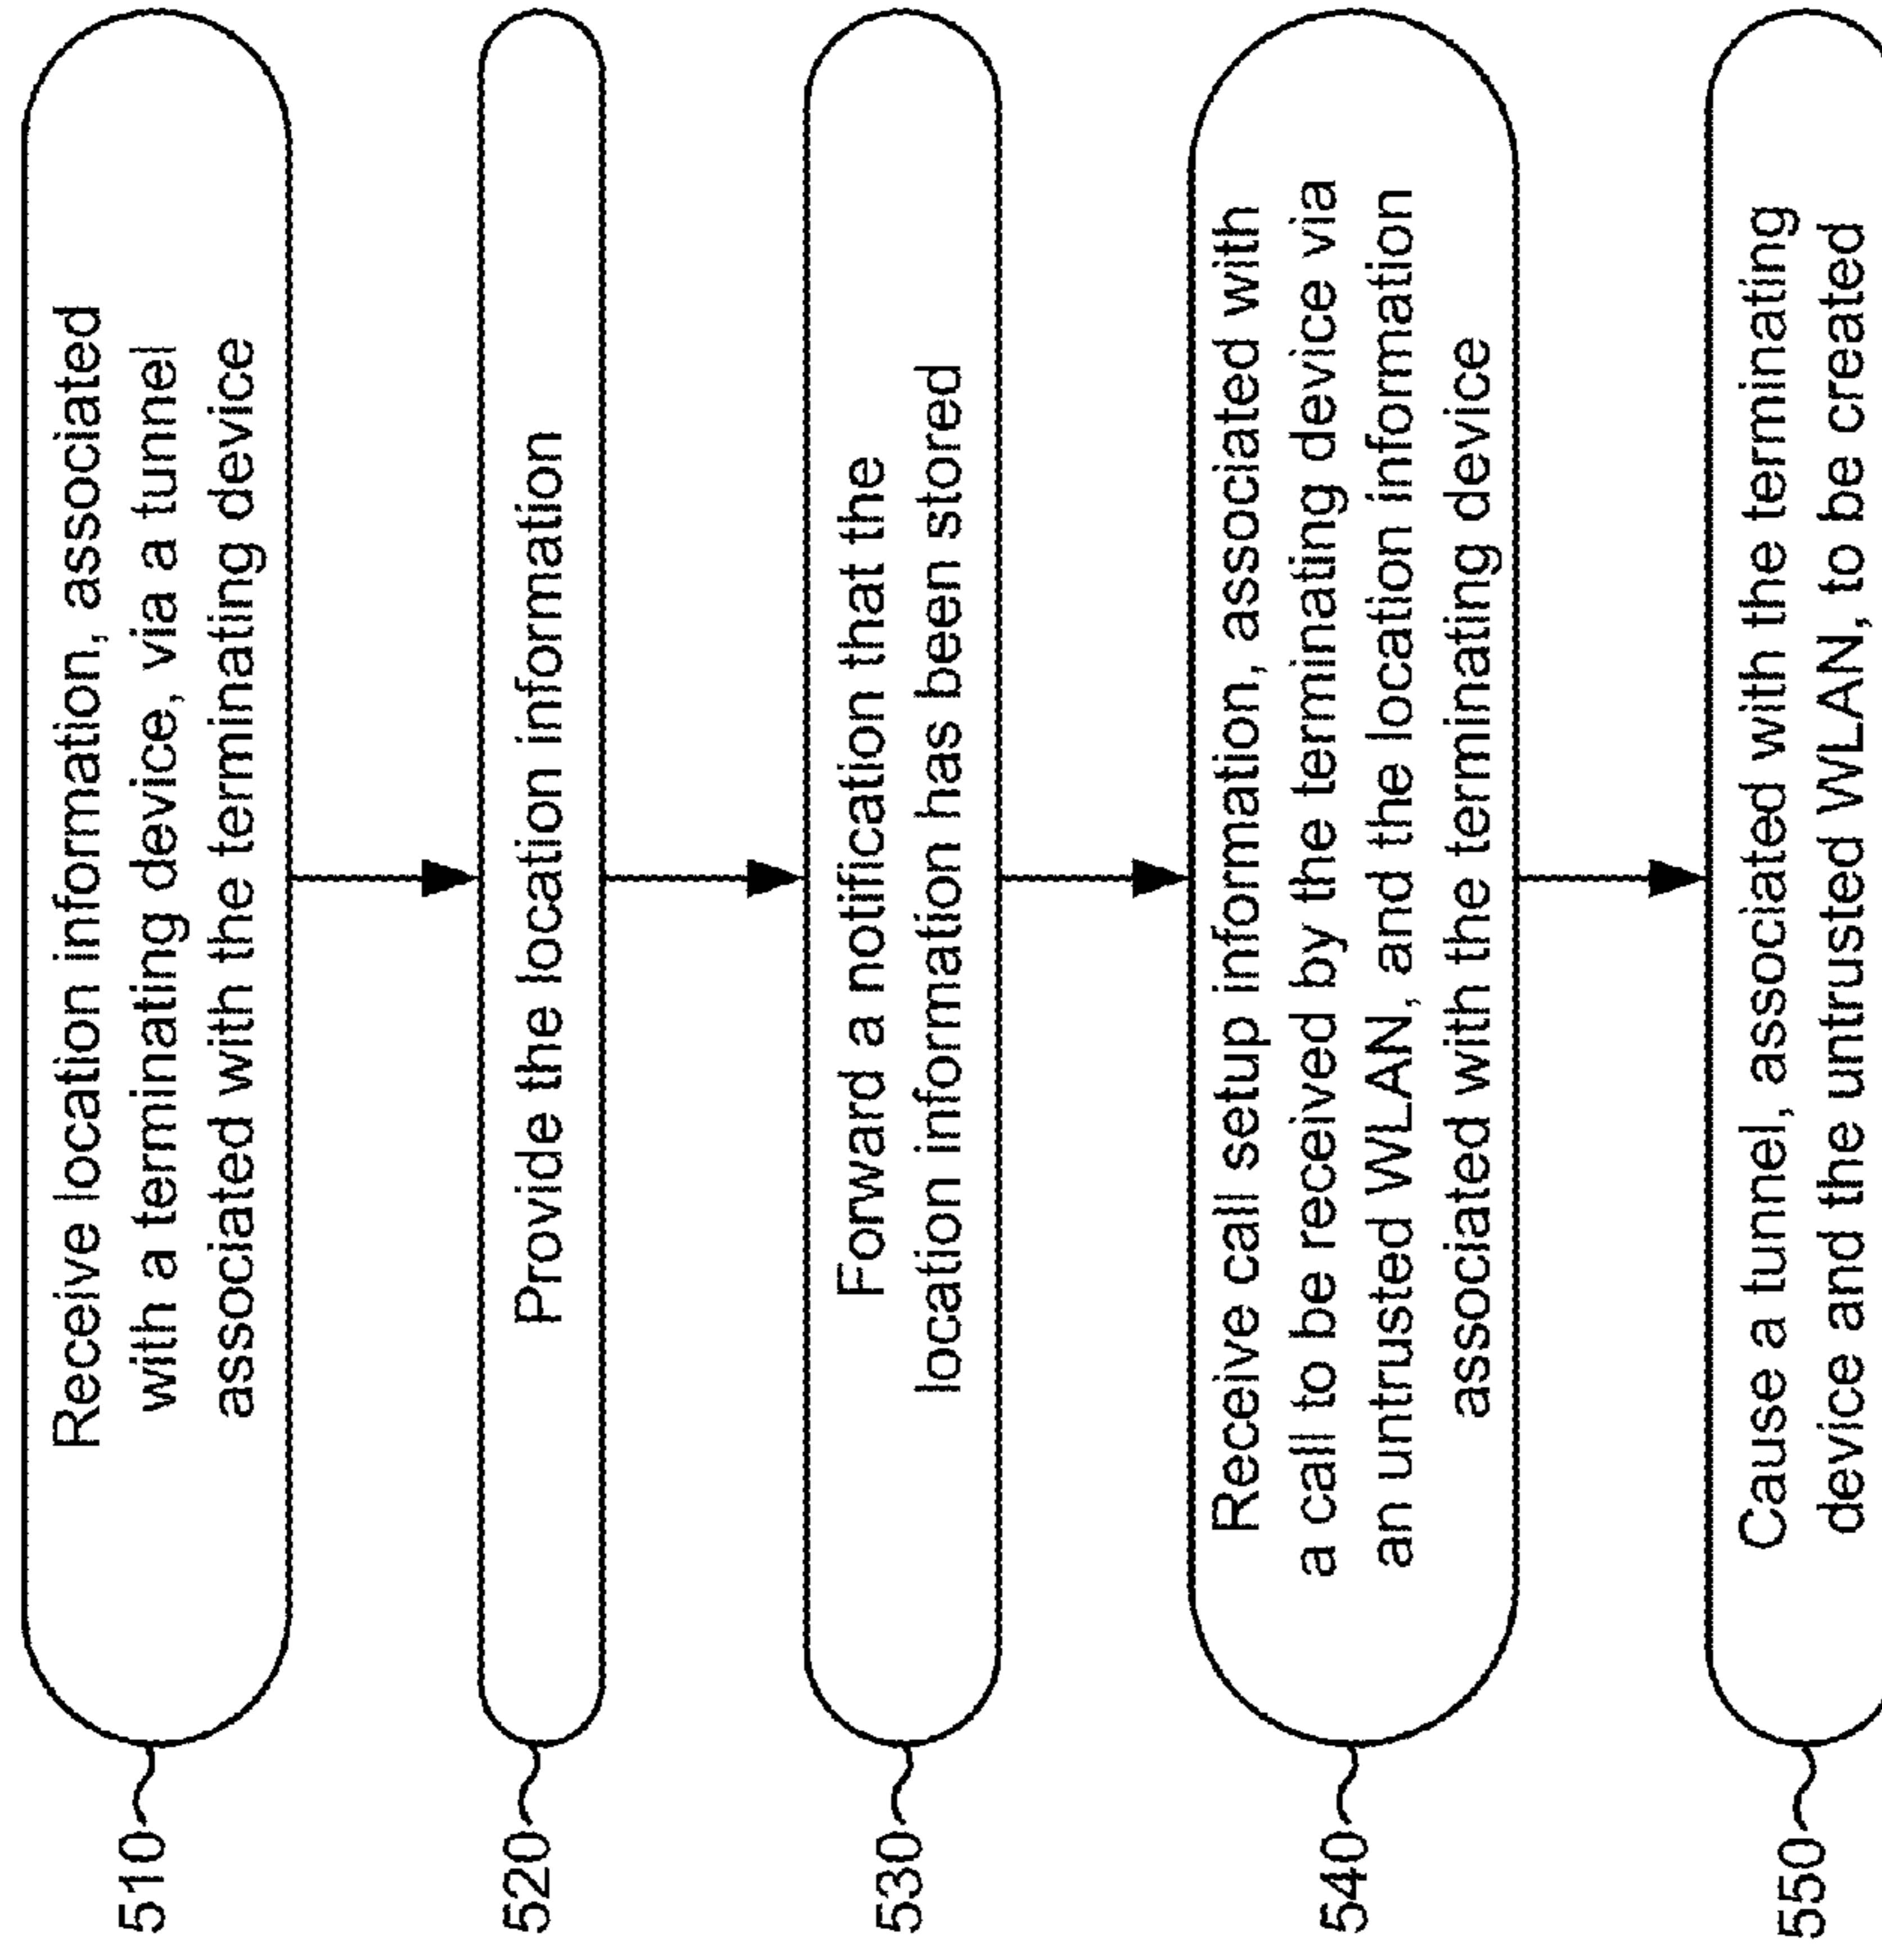 510
Receive location information, associated
with a terminating device, via a tunnel
associated with the terminating device
520
Provide the location information
530
Forward a notification that the
location information has been stored
540
Receive call setup information, associated with
a call to be received by the terminating device via
an untrusted WLAN, and the location information
associated with the terminating device
550
Cause a tunnel, associated with the terminating
device and the untrusted WLAN, to be created